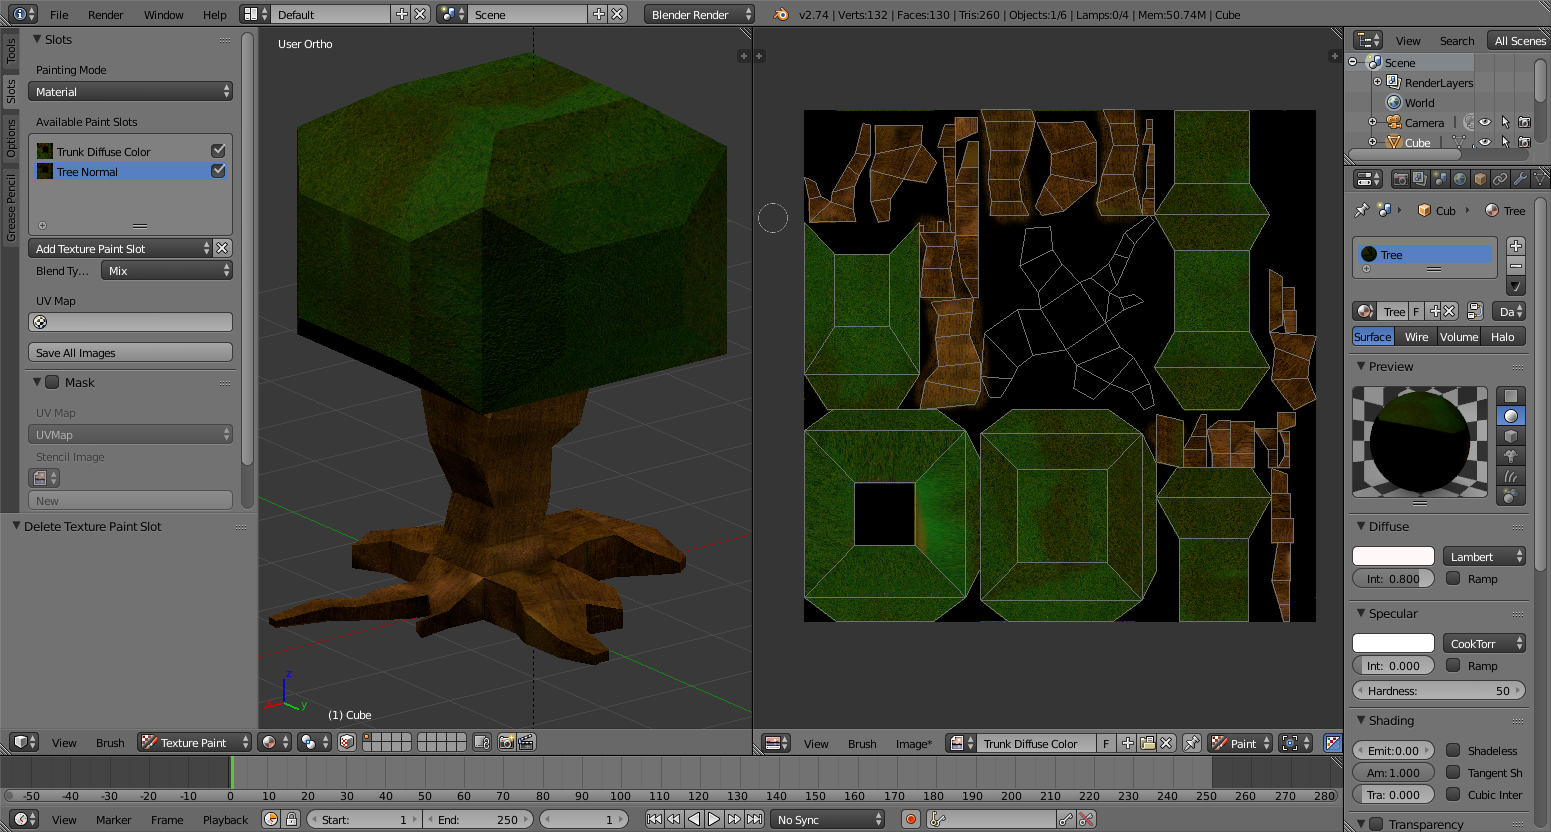 File Render Window Help Default Scene Blender Render v2.74 | Verts:132 | Faces:130 | Tris:260 | Objects:1/6 | Lamps:0/4 | Mem:50.74M | Cube
Tools
Slots
Options
Grease Pencil
Slots
Painting Mode
Material
Available Paint Slots
Trunk Diffuse Color
Tree Normal
Add Texture Paint Slot
Blend Ty... Mix
UV Map
Save All Images
Mask
UV Map
UVMap
Stencil Image
New
Delete Texture Paint Slot
User Ortho
z
x
y
(1) Cube
View Brush Texture Paint
View Brush Image* Trunk Diffuse Color F Paint
View Search All Scenes
Scene
RenderLayers
World
Camera
Cube
Cub Tree
Tree
Tree F Da
Surface Wire Volume Halo
Preview
Diffuse
Lambert
Int: 0.800 Ramp
Specular
CookTorr
Int: 0.000 Ramp
Hardness: 50
Shading
Emit:0.00 Shadeless
Am:1.000 Tangent Sh
Tra: 0.000 Cubic Inter
Transparency
-50 -40 -30 -20 -10 0 10 20 30 40 50 60 70 80 90 100 110 120 130 140 150 160 170 180 190 200 210 220 230 240 250 260 270 280
View Marker Frame Playback Start: 1 End: 250 1 No Sync